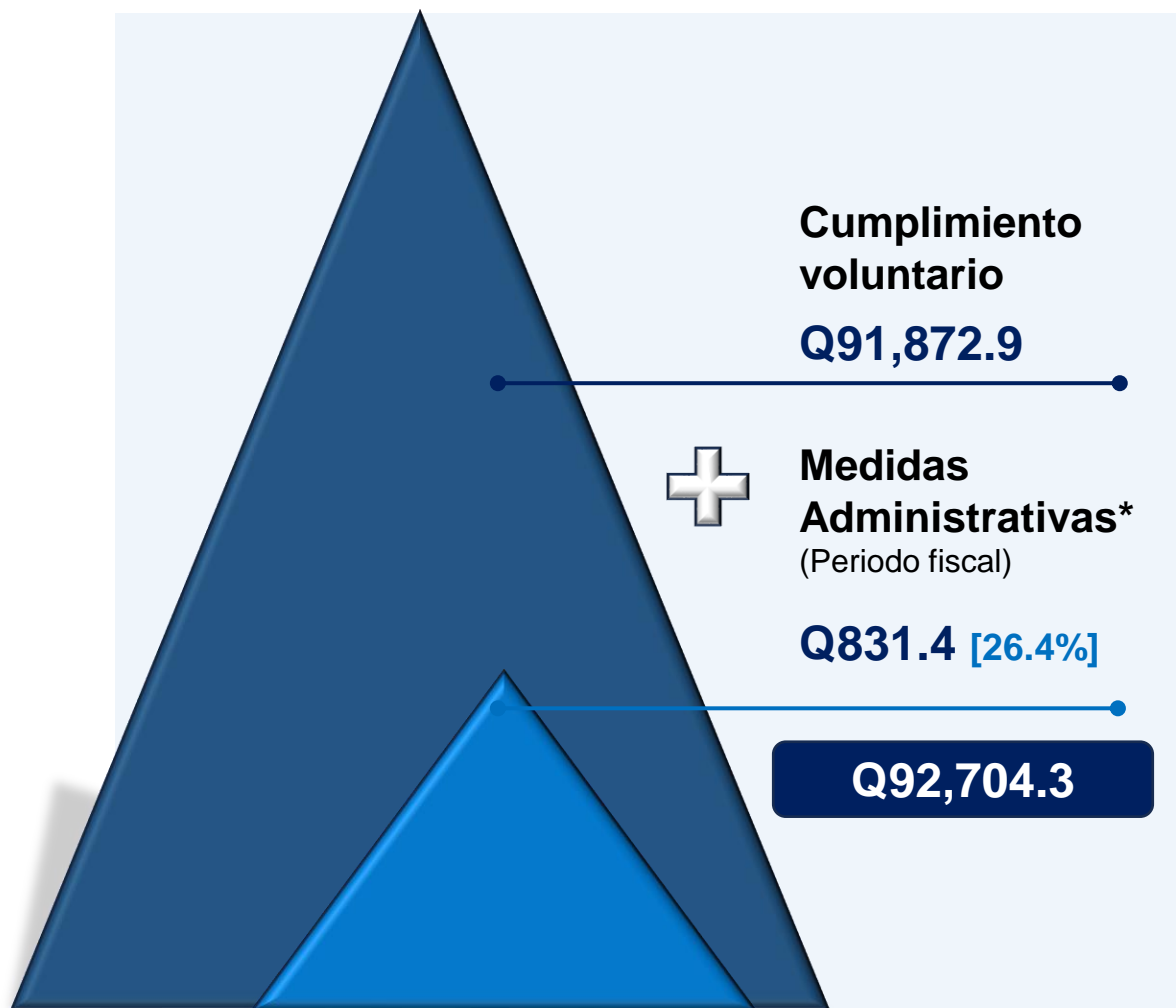 Cumplimiento
voluntario
Q91,872.9
Medidas
Administrativas*
(Periodo fiscal)
Q831.4 [26.4%]
Q92,704.3